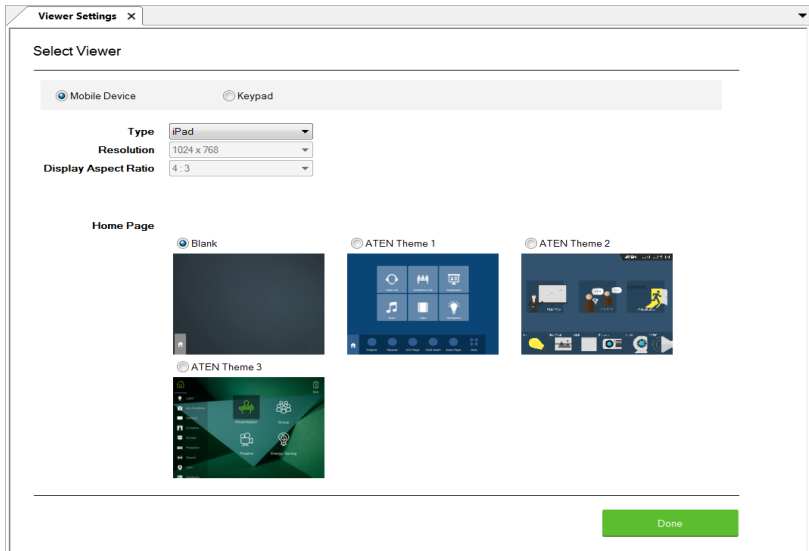 Viewer Settings X
Select Viewer
Mobile Device Keypad
Type iPad
Resolution 1024 x 768
Display Aspect Ratio 4 : 3
Home Page
Blank ATEN Theme 1 ATEN Theme 2
ATEN Theme 3
Presentation Group
Theatre Energy Saving
Done